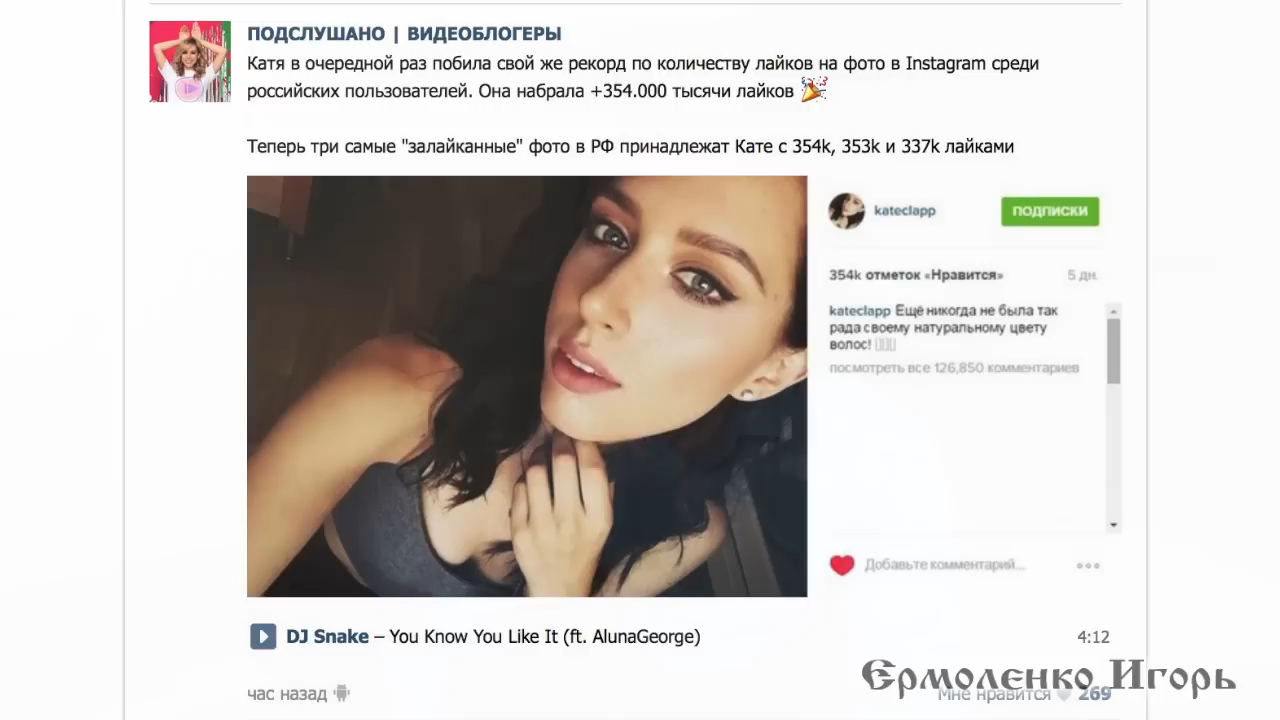 ПОДСЛУШАНО | ВИДЕОБЛОГЕРЫ
Катя в очередной раз побила свой же рекорд по количеству лайков на фото в Instagram среди
российских пользователей. Она набрала +354.000 тысячи лайков
Теперь три самые "залайканные" фото в РФ принадлежат Кате с 354k, 353k и 337k лайками
kateclapp
ПОДПИСКИ
354k отметок «Нравится»
5 дн.
kateclapp Ещё никогда не была так
рада своему натуральному цвету
волос!
посмотреть все 126,850 комментариев
Добавьте комментарий...
DJ Snake – You Know You Like It (ft. AlunaGeorge)
4:12
час назад
Мне нравится 269
Ермоленко Игорь